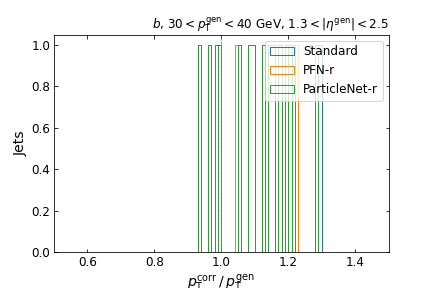 b, 30 < p_T^gen < 40 GeV, 1.3 < |η^gen| < 2.5
Standard
PFN-r
ParticleNet-r
1.0
0.8
0.6
0.4
0.2
0.0
Jets
0.6 0.8 1.0 1.2 1.4
p_T^corr / p_T^gen